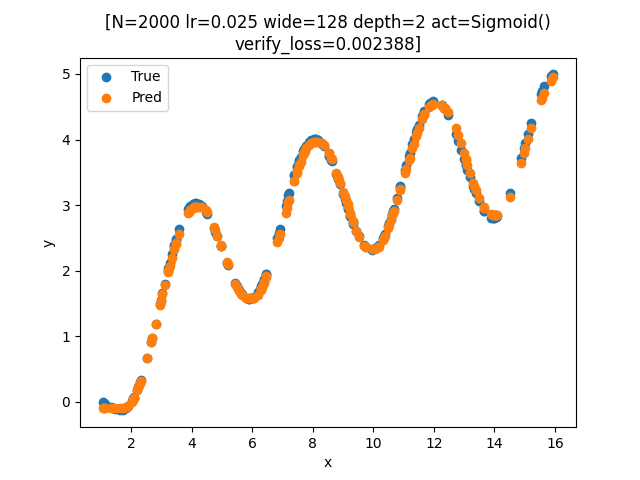 [N=2000 lr=0.025 wide=128 depth=2 act=Sigmoid()
verify_loss=0.002388]
True
Pred
5
4
3
2
1
0
y
2 4 6 8 10 12 14 16
x